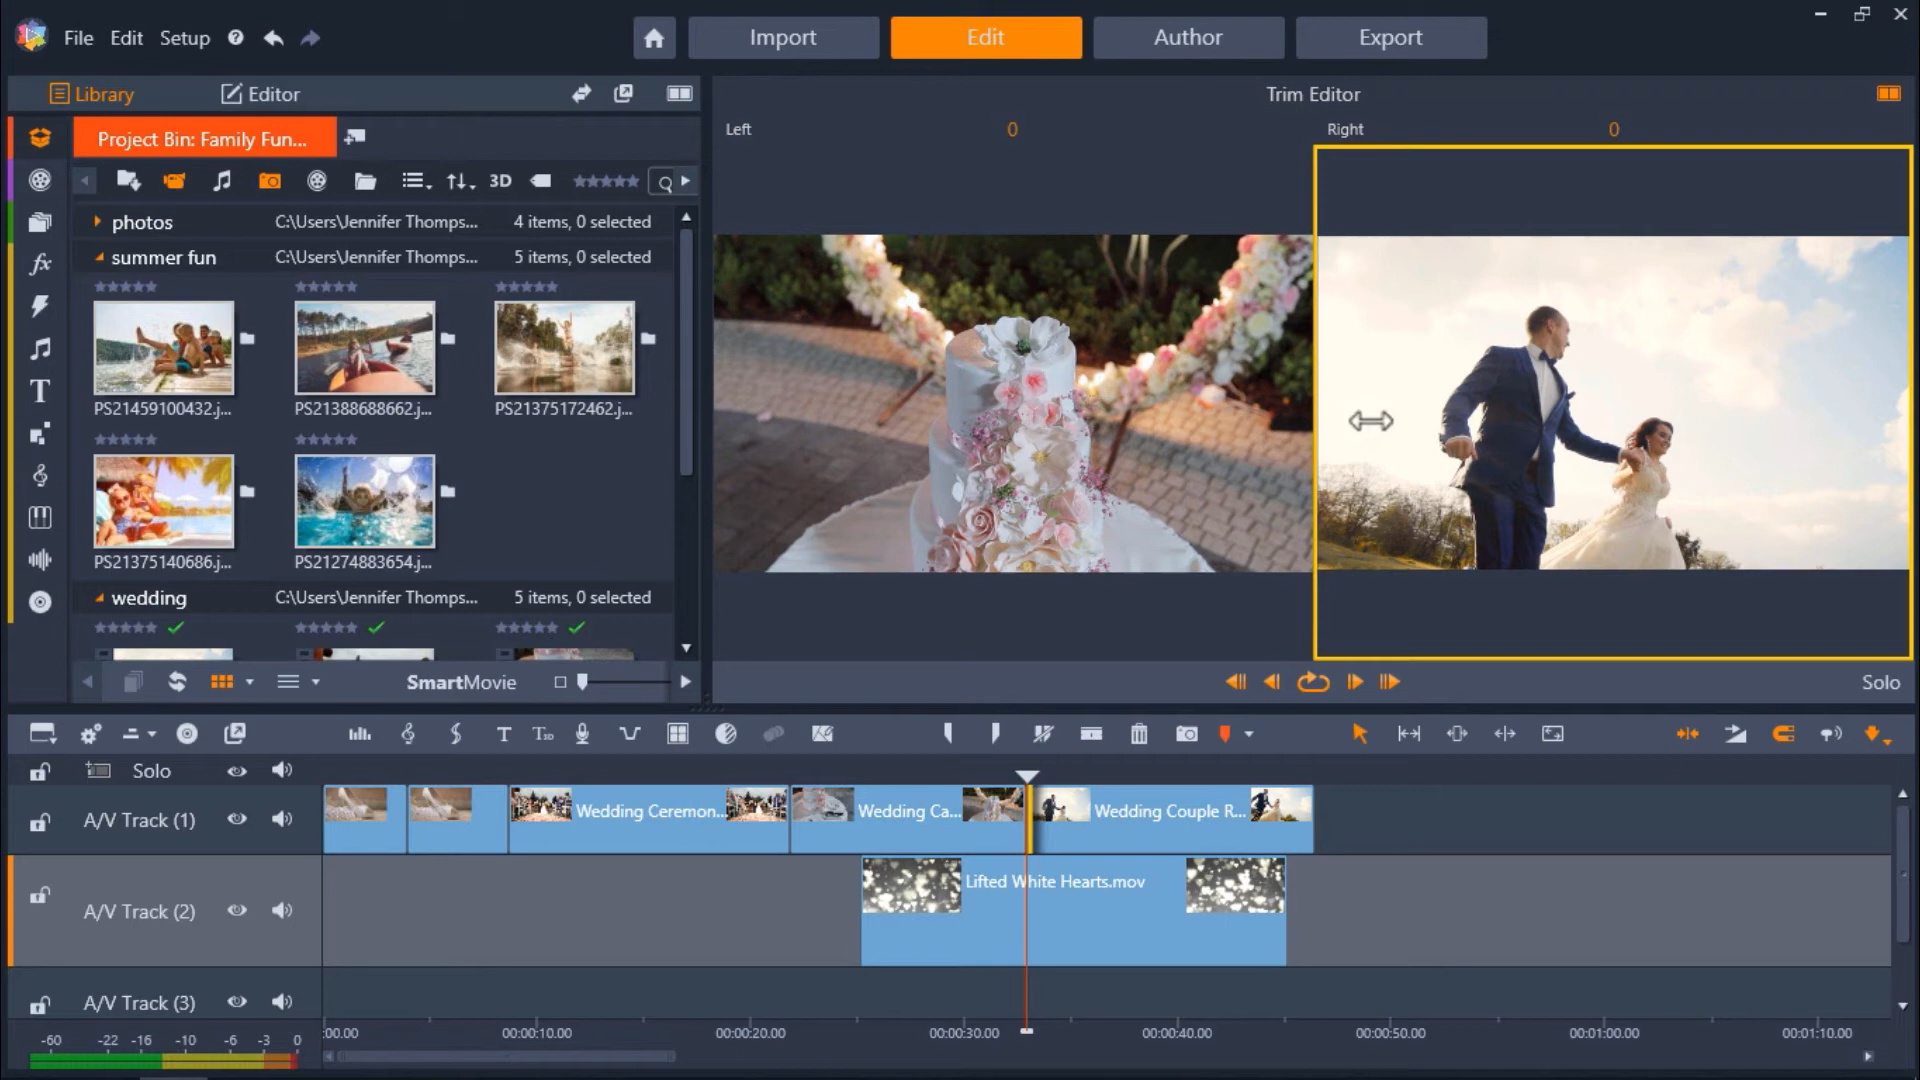 File Edit Setup ?
Import
Edit
Author
Export
Library
Editor
Trim Editor
Left
0
Right
0
Project Bin: Family Fun...
3D
photos C:\Users\Jennifer Thomps... 4 items, 0 selected
summer fun C:\Users\Jennifer Thomps... 5 items, 0 selected
PS21459100432.j...
PS21388688662.j...
PS21375172462.j...
PS21375140686.j...
PS21274883654.j...
wedding C:\Users\Jennifer Thomps... 5 items, 0 selected
SmartMovie
Solo
T T3D
Solo
A/V Track (1)
Wedding Ceremon...
Wedding Ca...
Wedding Couple R...
A/V Track (2)
Lifted White Hearts.mov
A/V Track (3)
:00.00 00:00:10.00 00:00:20.00 00:00:30.00 00:00:40.00 00:00:50.00 00:01:00.00 00:01:10.00
-60 -22 -16 -10 -6 -3 0